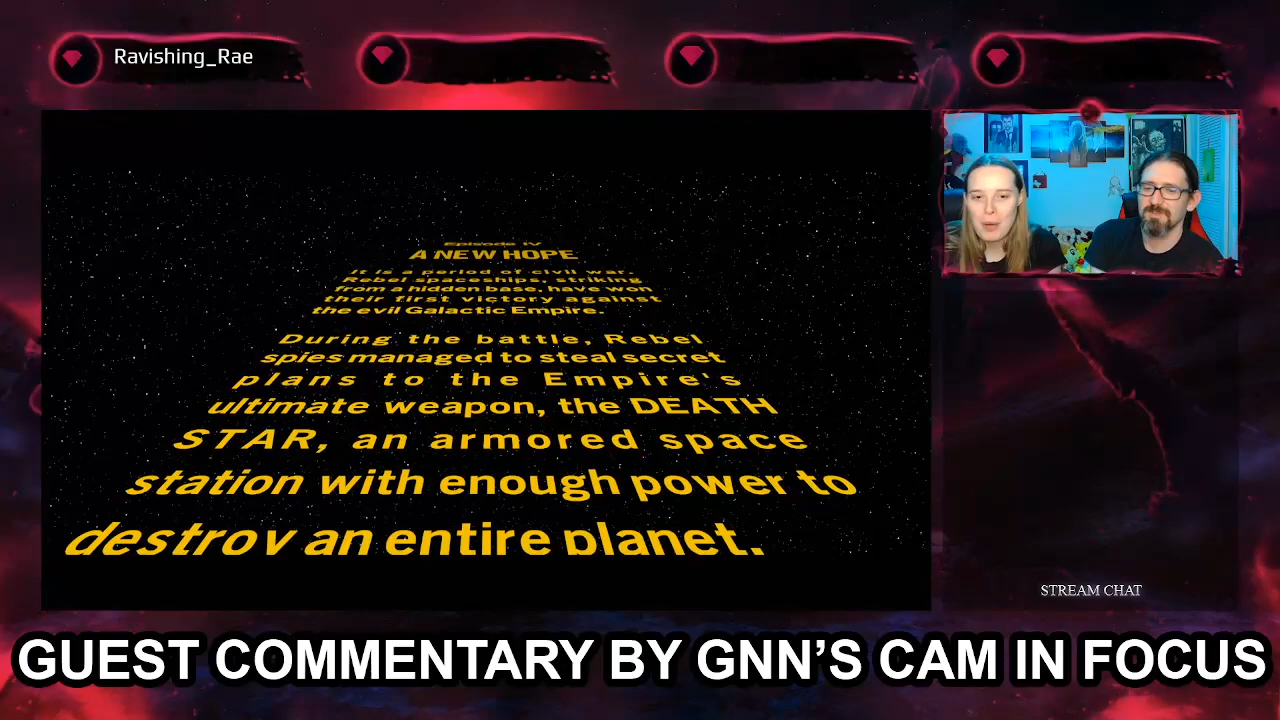 Ravishing_Rae
Episode IV
A NEW HOPE
It is a period of civil war.
Rebel spaceships, striking
from a hidden base, have won
their first victory against
the evil Galactic Empire.
During the battle, Rebel
spies managed to steal secret
plans to the Empire's
ultimate weapon, the DEATH
STAR, an armored space
station with enough power to
destroy an entire planet.
STREAM CHAT
GUEST COMMENTARY BY GNN'S CAM IN FOCUS